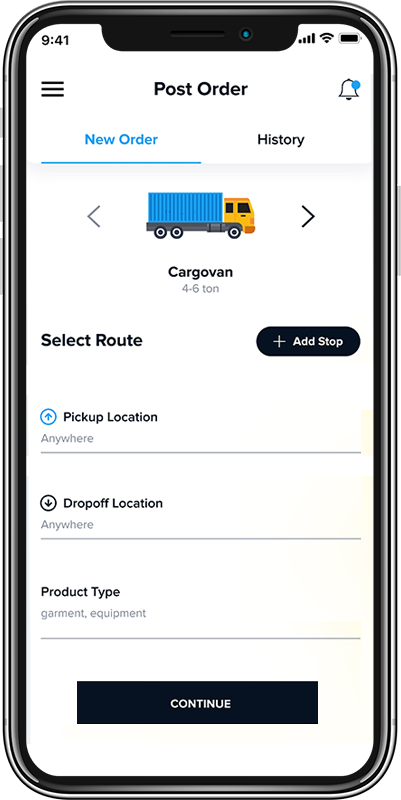 9:41
Post Order
New Order
History
Cargovan
4-6 ton
Select Route
Add Stop
Pickup Location
Anywhere
Dropoff Location
Anywhere
Product Type
garment, equipment
CONTINUE